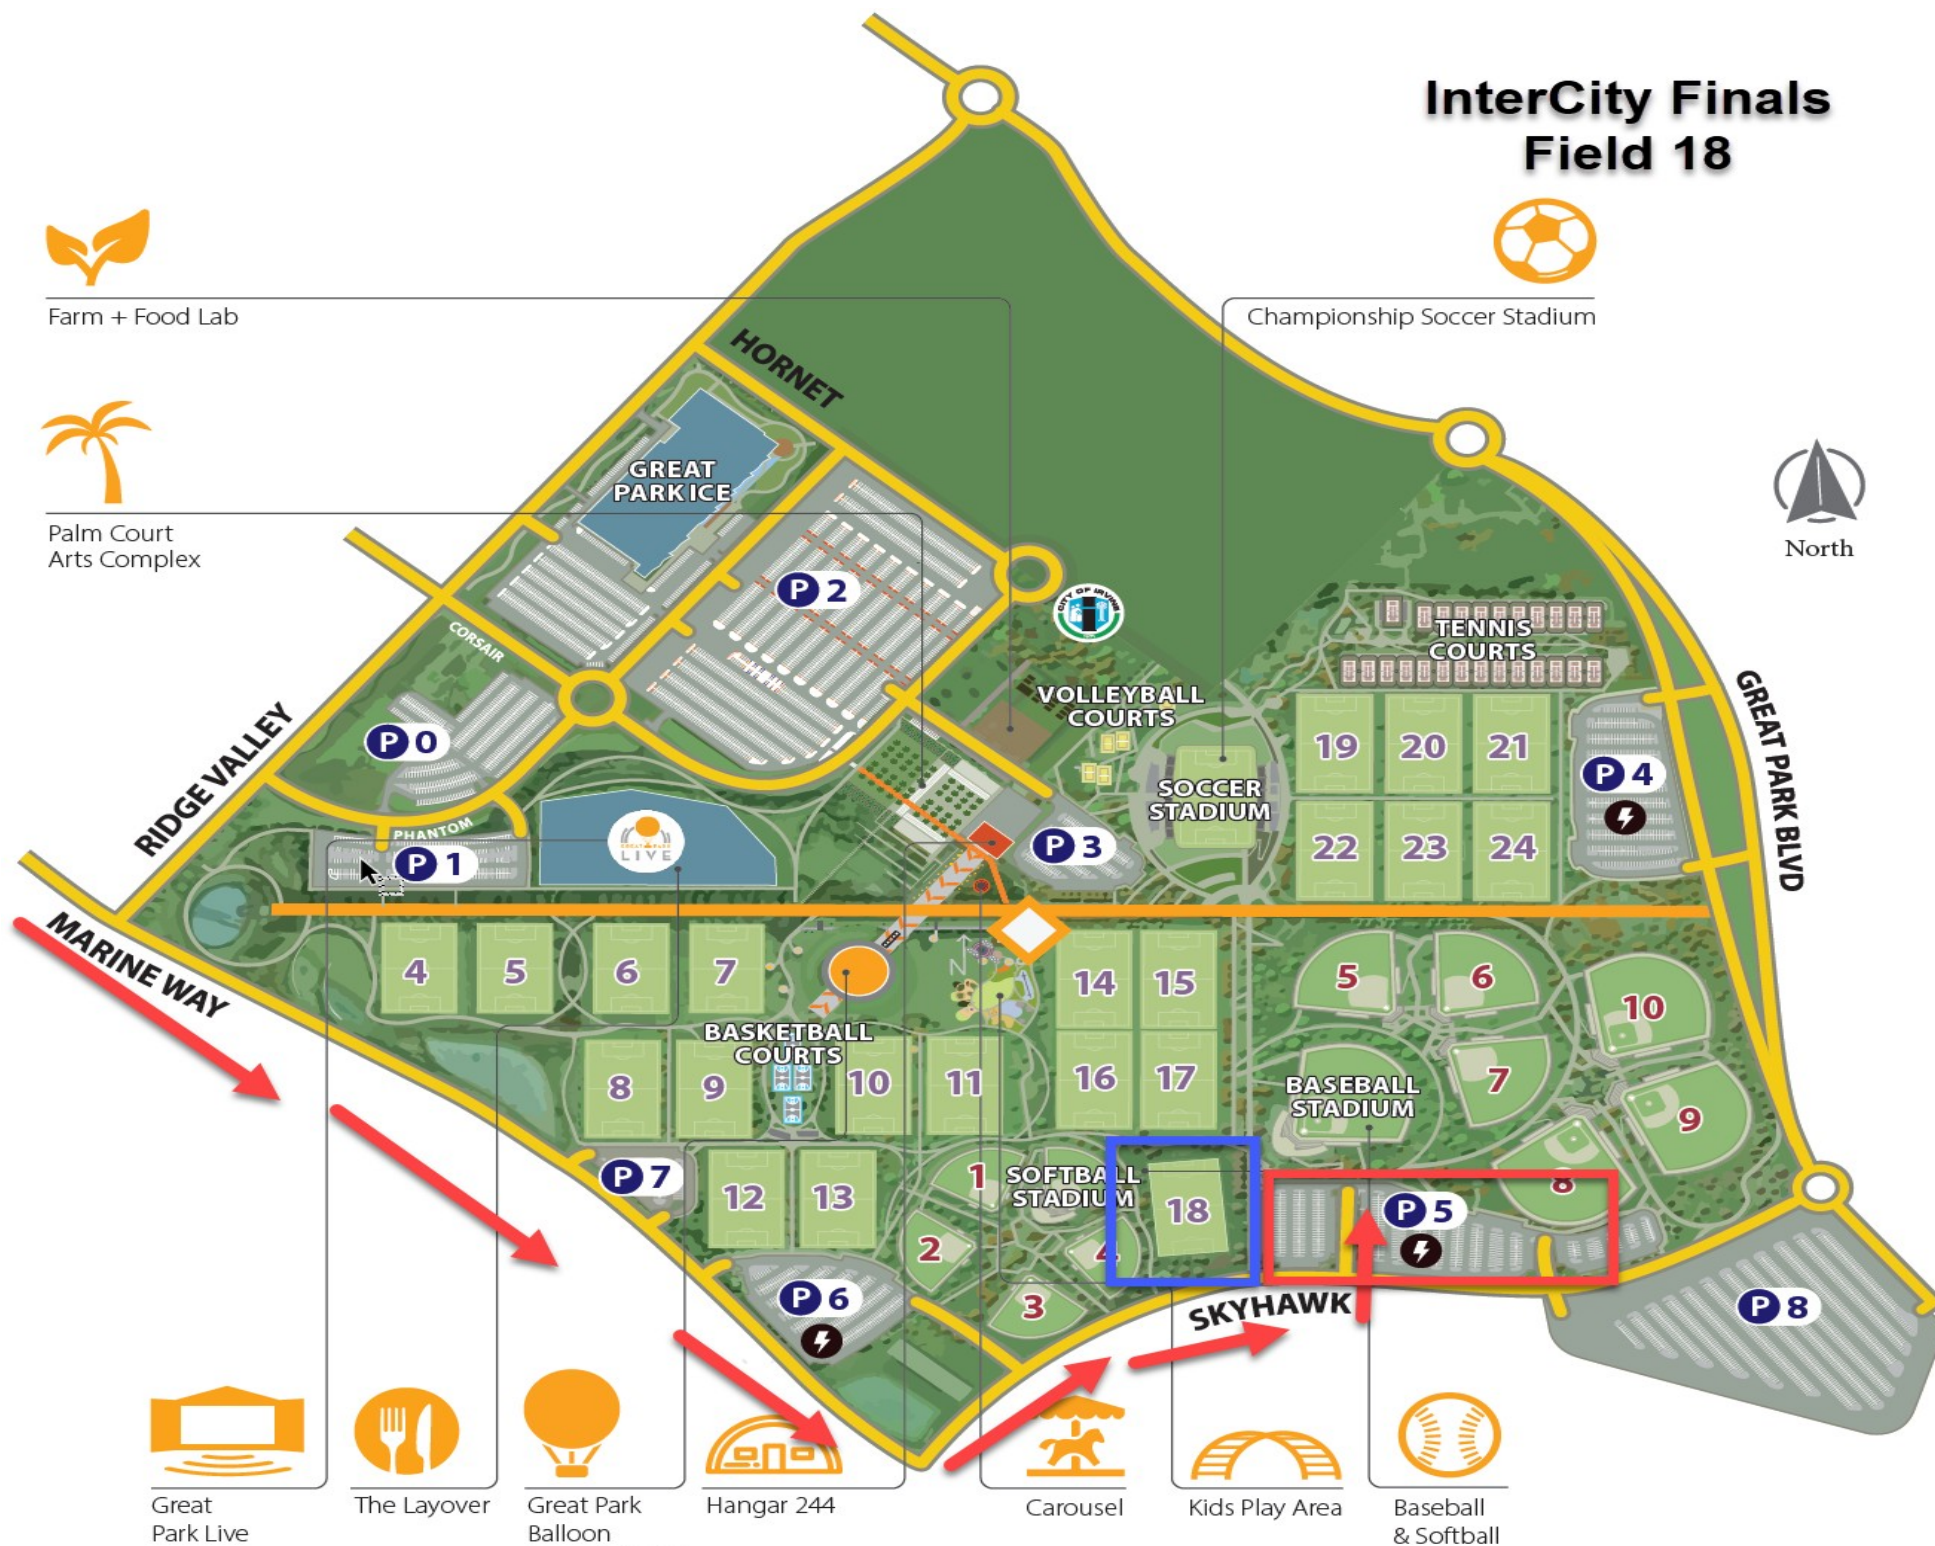 InterCity Finals
Field 18
Farm + Food Lab
Championship Soccer Stadium
HORNET
GREAT
PARK ICE
Palm Court
Arts Complex
North
P 2
CITY OF IRVINE
TENNIS
COURTS
CORSAIR
VOLLEYBALL
COURTS
GREAT PARK BLVD
RIDGE VALLEY
P 0
19
20
21
P 4
SOCCER
STADIUM
PHANTOM
P 1
GREAT PARK
LIVE
P 3
22
23
24
MARINE WAY
4
5
6
7
N
14
15
5
6
10
BASKETBALL
COURTS
8
9
10
11
16
17
BASEBALL
STADIUM
7
9
P 7
12
13
1
SOFTBALL
STADIUM
18
8
P 5
2
4
P 6
3
SKYHAWK
P 8
Great
Park Live
The Layover
Great Park
Balloon
Hangar 244
Carousel
Kids Play Area
Baseball
& Softball